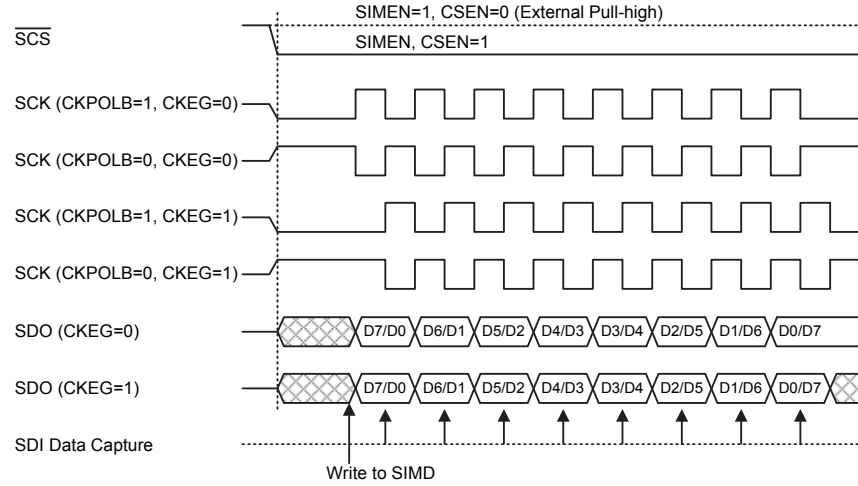 SIMEN=1, CSEN=0 (External Pull-high)
SCS
SIMEN, CSEN=1
SCK (CKPOLB=1, CKEG=0)
SCK (CKPOLB=0, CKEG=0)
SCK (CKPOLB=1, CKEG=1)
SCK (CKPOLB=0, CKEG=1)
SDO (CKEG=0) D7/D0 D6/D1 D5/D2 D4/D3 D3/D4 D2/D5 D1/D6 D0/D7
SDO (CKEG=1) D7/D0 D6/D1 D5/D2 D4/D3 D3/D4 D2/D5 D1/D6 D0/D7
SDI Data Capture
Write to SIMD